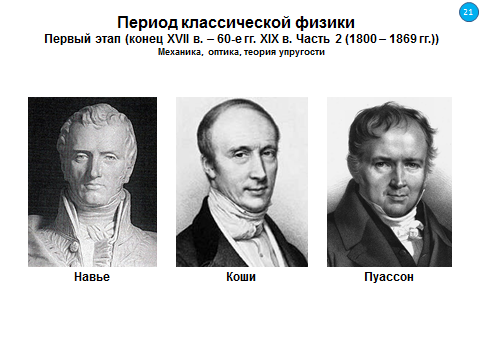 21
Период классической физики
Первый этап (конец XVII в. – 60-е гг. XIX в. Часть 2 (1800 – 1869 гг.))
Механика, оптика, теория упругости
Навье
Коши
Пуассон